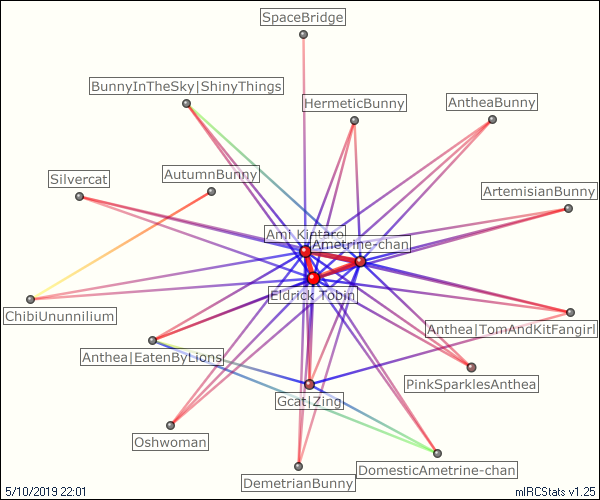 SpaceBridge
BunnyInTheSky|ShinyThings
HermeticBunny
AntheaBunny
Silvercat
AutumnBunny
ArtemisianBunny
Ami Kintaro
Ametrine-chan
Eldrick Tobin
ChibiUnunnilium
Anthea|TomAndKitFangirl
Anthea|EatenByLions
PinkSparklesAnthea
Gcat|Zing
Oshwoman
DomesticAmetrine-chan
DemetrianBunny
5/10/2019 22:01
mIRCStats v1.25